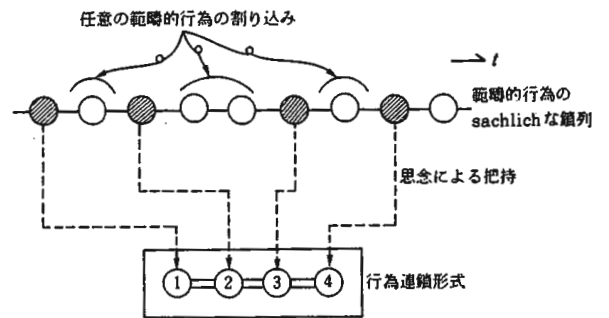 任意の範疇的行為の割り込み
t
範疇的行為の
sachlichな鎖列
思念による把持
1 2 3 4
行為連鎖形式